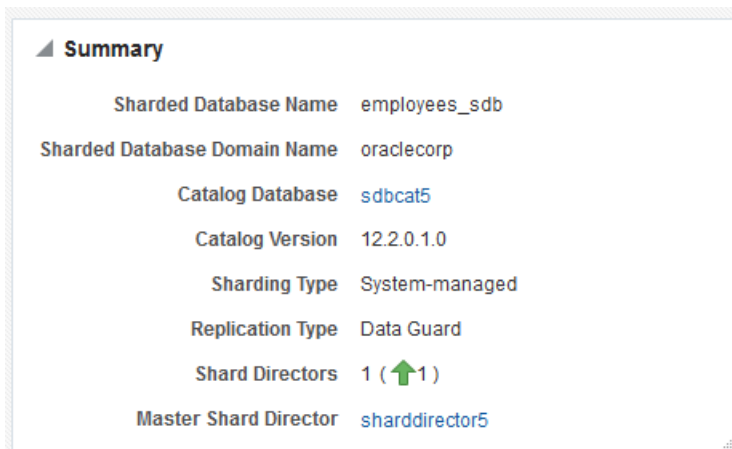 Summary
Sharded Database Name employees_sdb
Sharded Database Domain Name oraclecorp
Catalog Database sdbcat5
Catalog Version 12.2.0.1.0
Sharding Type System-managed
Replication Type Data Guard
Shard Directors 1 ( 1 )
Master Shard Director sharddirector5